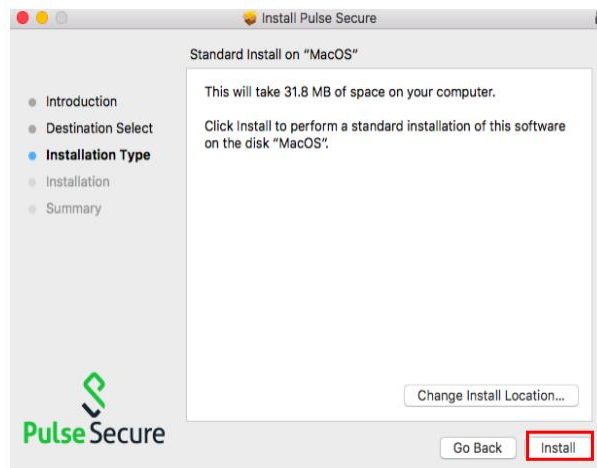 Install Pulse Secure
Standard Install on “MacOS”
Introduction
Destination Select
Installation Type
Installation
Summary
This will take 31.8 MB of space on your computer.
Click Install to perform a standard installation of this software
on the disk “MacOS”.
Change Install Location...
Pulse Secure
Go Back
Install